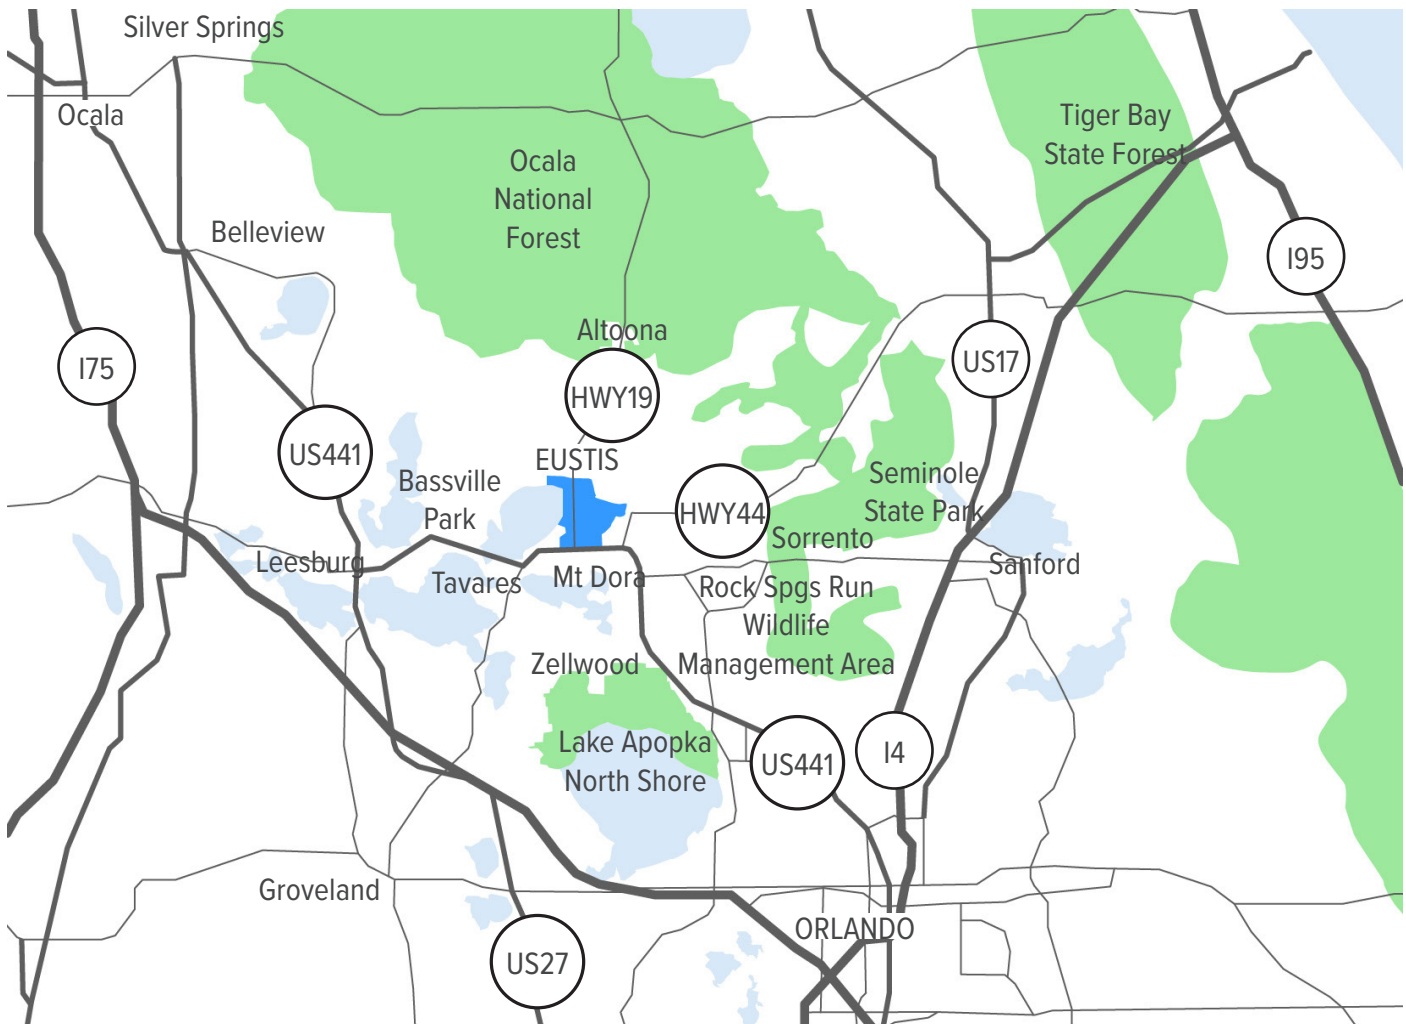 Silver Springs
Ocala
Tiger Bay
State Forest
Ocala
National
Forest
Belleview
I95
Altoona
I75
US17
HWY19
US441
EUSTIS
Bassville
Park
Seminole
State Park
HWY44
Sorrento
Leesburg
Tavares
Mt Dora
Sanford
Rock Spgs Run
Wildlife
Management Area
Zellwood
Lake Apopka
North Shore
US441
I4
Groveland
ORLANDO
US27